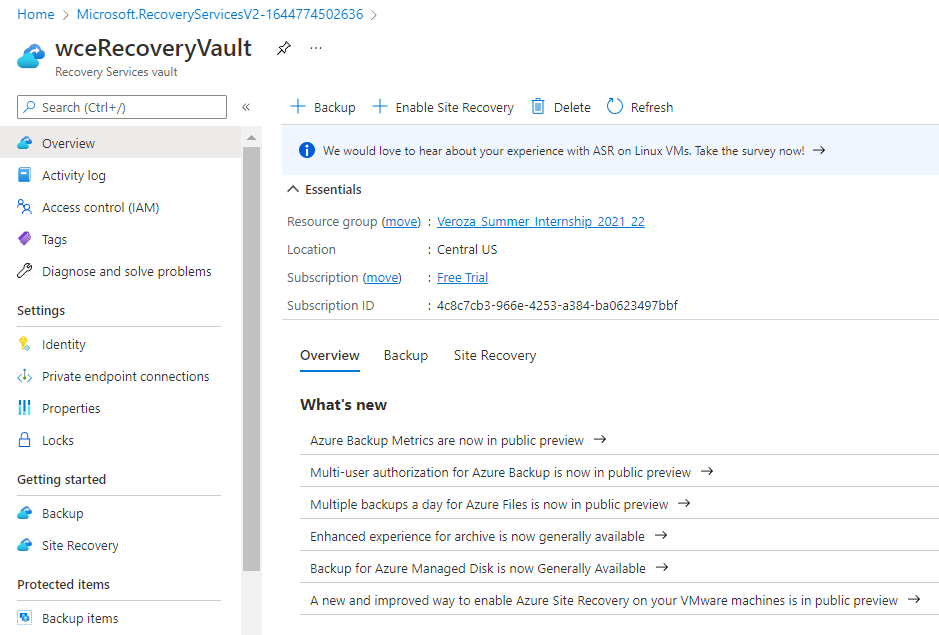 Home > Microsoft.RecoveryServicesV2-1644774502636 >
wceRecoveryVault ...
Recovery Services vault
Search (Ctrl+/) «
Overview
Activity log
Access control (IAM)
Tags
Diagnose and solve problems
Settings
Identity
Private endpoint connections
Properties
Locks
Getting started
Backup
Site Recovery
Protected items
Backup items
+ Backup + Enable Site Recovery Delete Refresh
We would love to hear about your experience with ASR on Linux VMs. Take the survey now! →
Essentials
Resource group (move) : Veroza_Summer_Internship_2021_22
Location : Central US
Subscription (move) : Free Trial
Subscription ID : 4c8c7cb3-966e-4253-a384-ba0623497bbf
Overview Backup Site Recovery
What's new
Azure Backup Metrics are now in public preview →
Multi-user authorization for Azure Backup is now in public preview →
Multiple backups a day for Azure Files is now in public preview →
Enhanced experience for archive is now generally available →
Backup for Azure Managed Disk is now Generally Available →
A new and improved way to enable Azure Site Recovery on your VMware machines is in public preview →